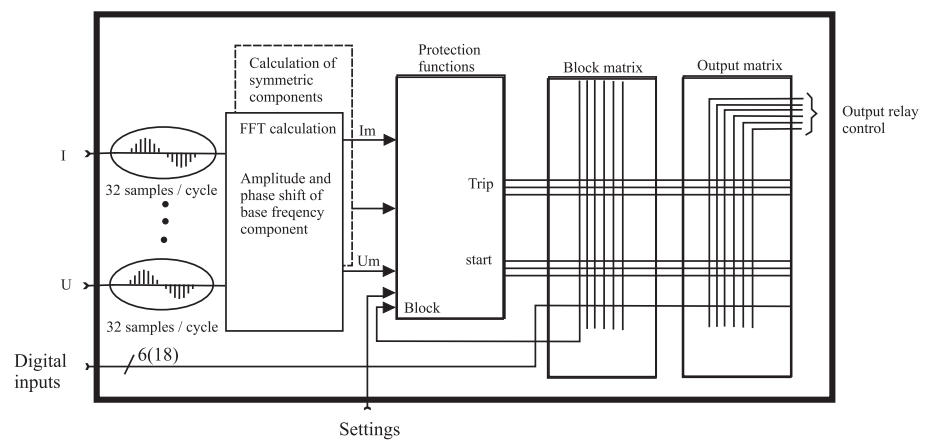 Calculation of
symmetric
components
Protection
functions
Block matrix
Output matrix
FFT calculation
Im
Output relay
control
I
32 samples / cycle
Amplitude and
phase shift of
base freqency
component
Trip
U
Um
start
Block
32 samples / cycle
Digital
inputs
6(18)
Settings